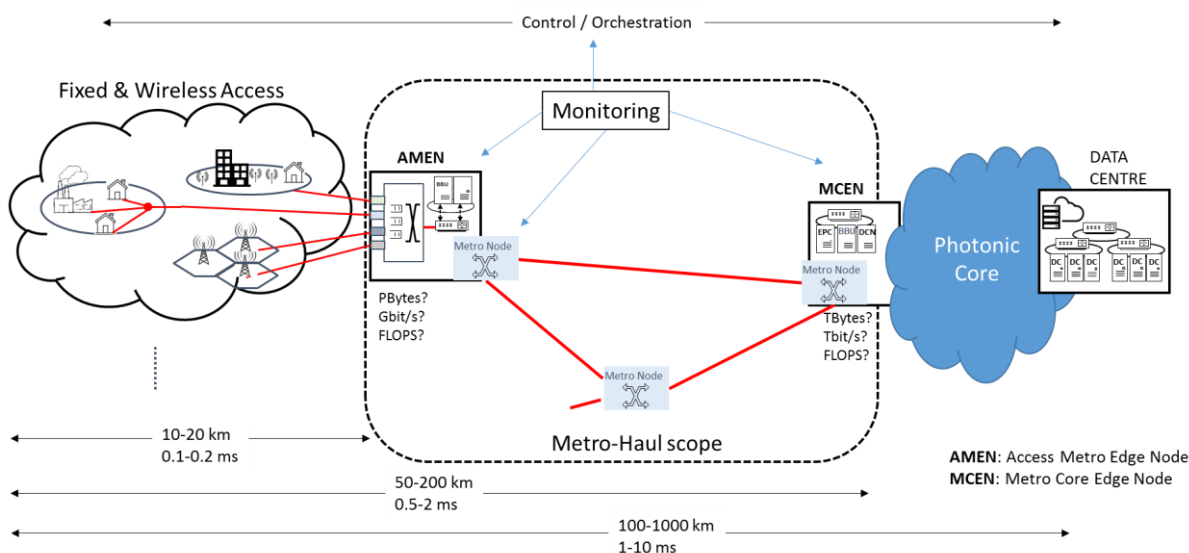 Control / Orchestration
Fixed & Wireless Access
Monitoring
AMEN
BBU
Metro Node
PBytes?
Gbit/s?
FLOPS?
MCEN
EPC
BBU
DCN
Metro Node
TBytes?
Tbit/s?
FLOPS?
Metro Node
Metro-Haul scope
Photonic
Core
DATA
CENTRE
DC
DC
DC
DC
DC
DC
10-20 km
0.1-0.2 ms
50-200 km
0.5-2 ms
100-1000 km
1-10 ms
AMEN: Access Metro Edge Node
MCEN: Metro Core Edge Node